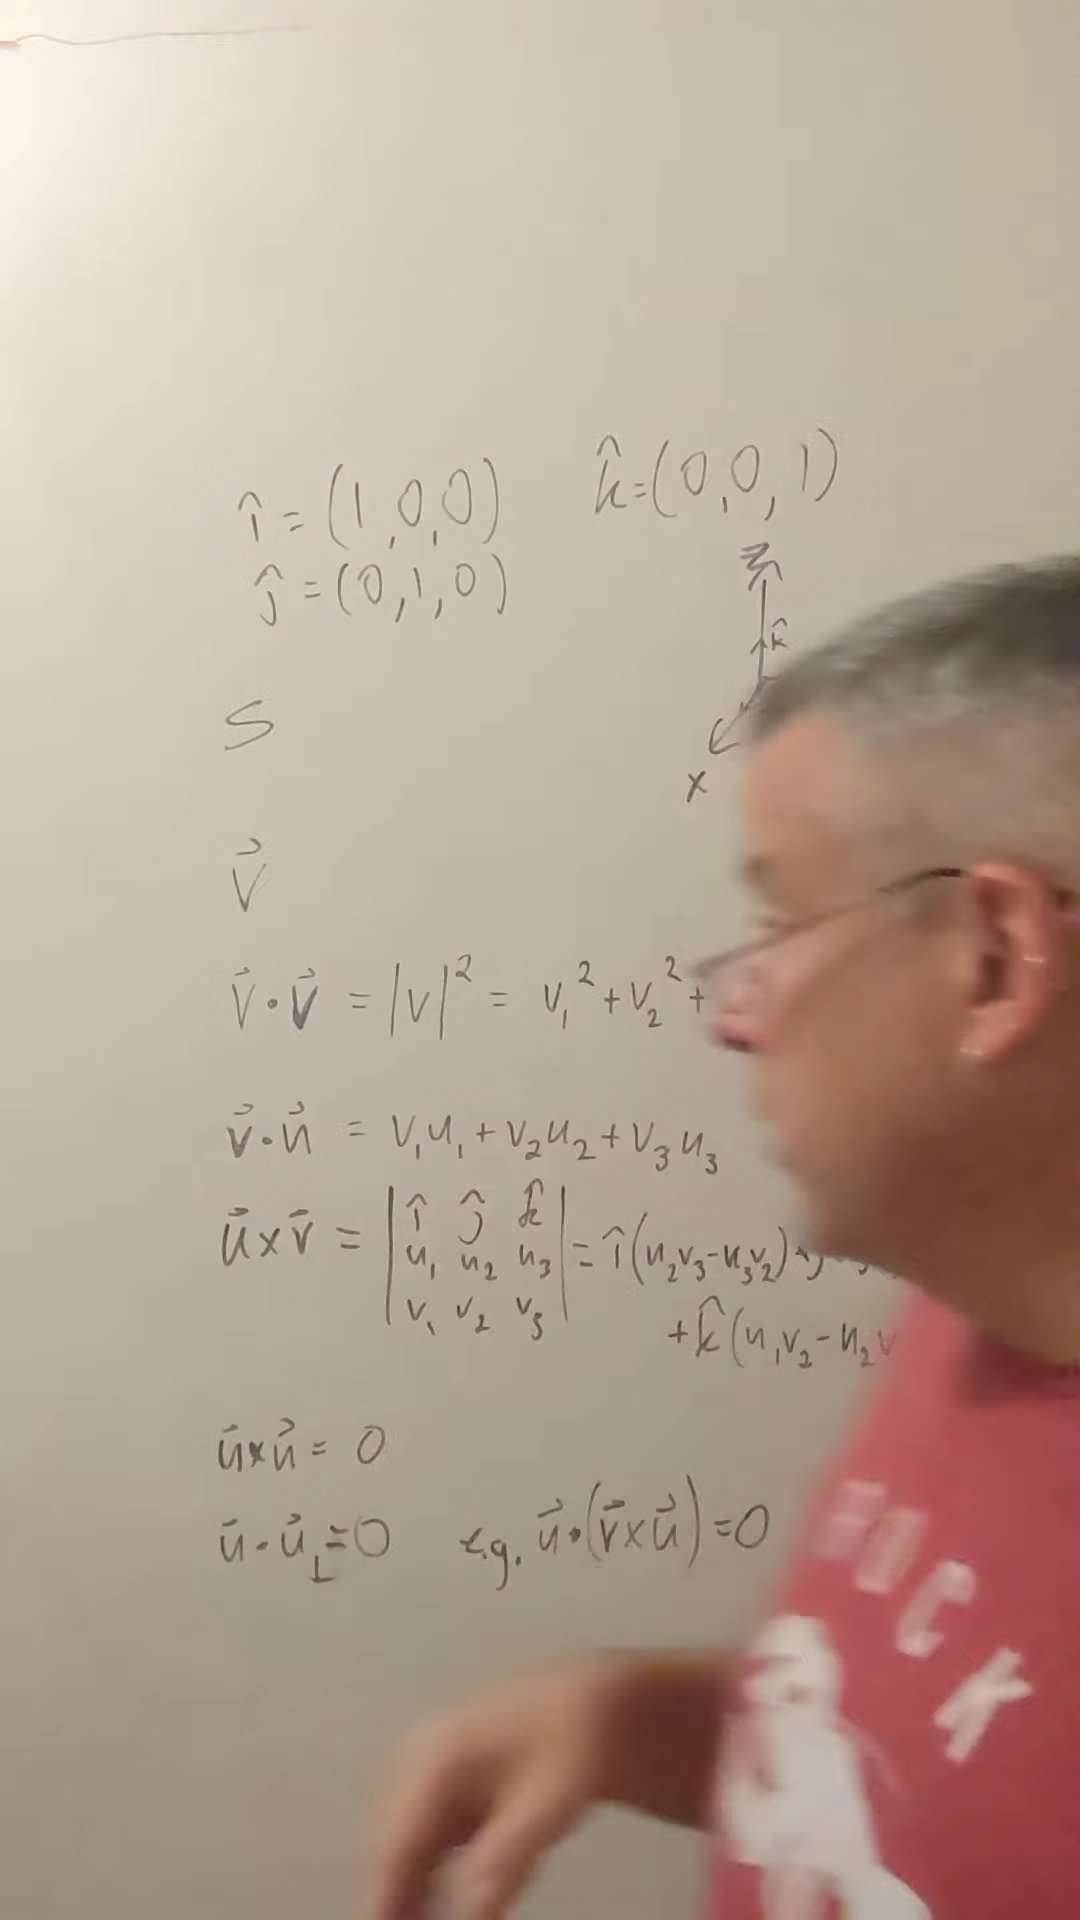 î = (1,0,0)  k̂=(0,0,1)
ĵ = (0,1,0)
k̂
x
S
v⃗
v⃗·v⃗ = |v|² = v₁² + v₂² +
v⃗·u⃗ = v₁u₁ + v₂u₂ + v₃u₃
u⃗×v⃗ = | î ĵ k̂ | = î(u₂v₃-u₃v₂)
| u₁ u₂ u₃ |
| v₁ v₂ v₃ | +k̂(u₁v₂-u₂v
u⃗×u⃗ = 0
u⃗·u⃗⊥=0 e.g. u⃗·(v⃗×u⃗)=0